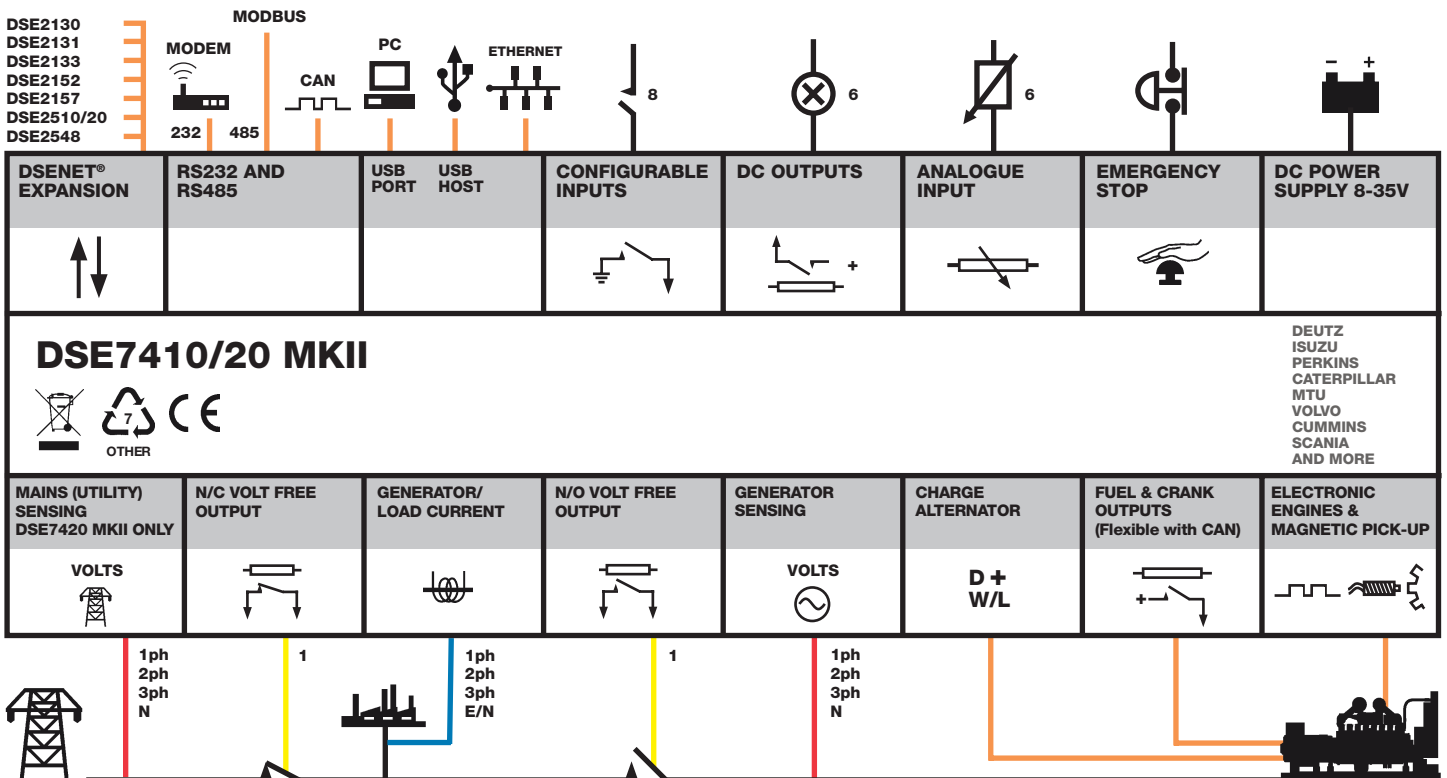 DSE2130
DSE2131
DSE2133
DSE2152
DSE2157
DSE2510/20
DSE2548
MODEM
232
MODBUS
485
CAN
PC
ETHERNET
8
6
6
- +
DSENET®
EXPANSION
RS232 AND
RS485
USB
PORT
USB
HOST
CONFIGURABLE
INPUTS
DC OUTPUTS
+
ANALOGUE
INPUT
EMERGENCY
STOP
DC POWER
SUPPLY 8-35V
DSE7410/20 MKII
7
OTHER
CE
DEUTZ
ISUZU
PERKINS
CATERPILLAR
MTU
VOLVO
CUMMINS
SCANIA
AND MORE
MAINS (UTILITY)
SENSING
DSE7420 MKII ONLY
VOLTS
N/C VOLT FREE
OUTPUT
GENERATOR/
LOAD CURRENT
N/O VOLT FREE
OUTPUT
GENERATOR
SENSING
VOLTS
CHARGE
ALTERNATOR
D +
W/L
FUEL & CRANK
OUTPUTS
(Flexible with CAN)
+
ELECTRONIC
ENGINES &
MAGNETIC PICK-UP
1ph
2ph
3ph
N
1
1ph
2ph
3ph
E/N
1
1ph
2ph
3ph
N